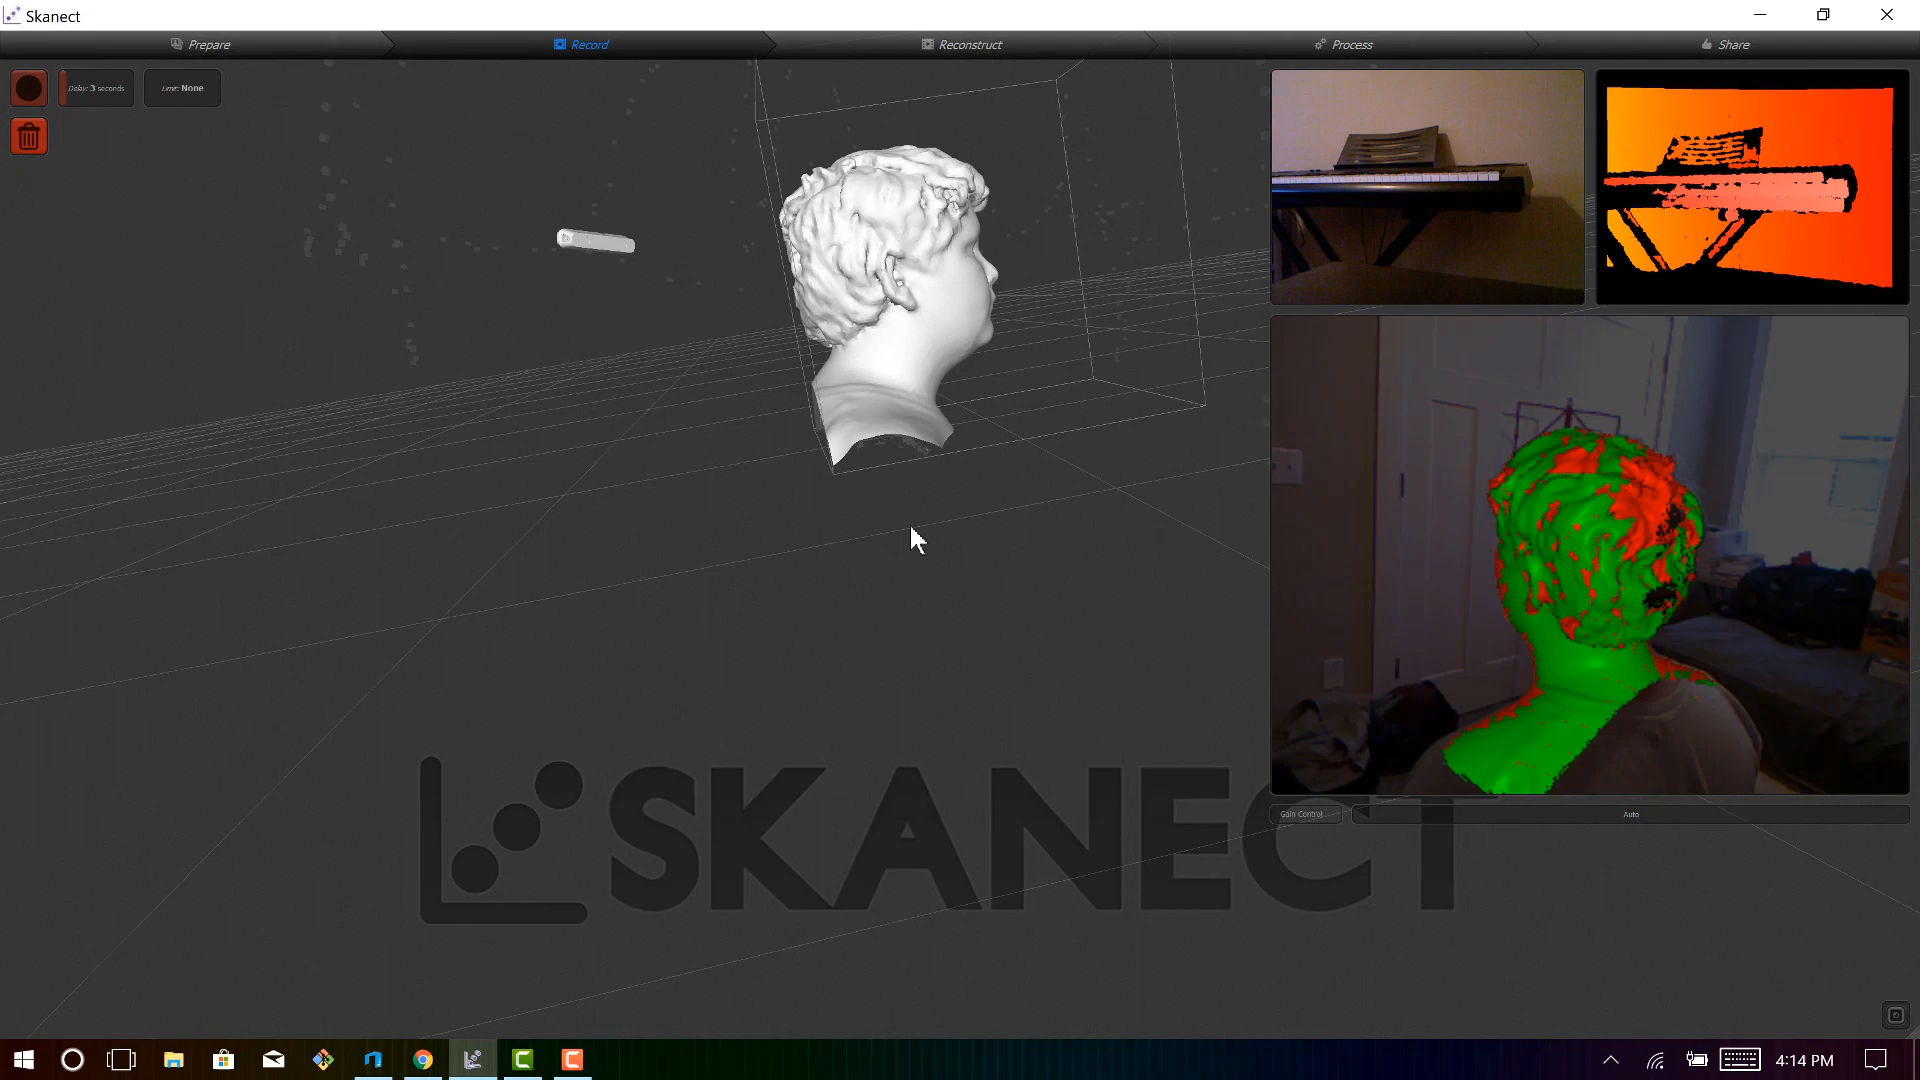 Skanect
Prepare
Record
Reconstruct
Process
Share
Delay: 3 seconds
Limit: None
Gain Control
Auto
SKANECT
4:14 PM